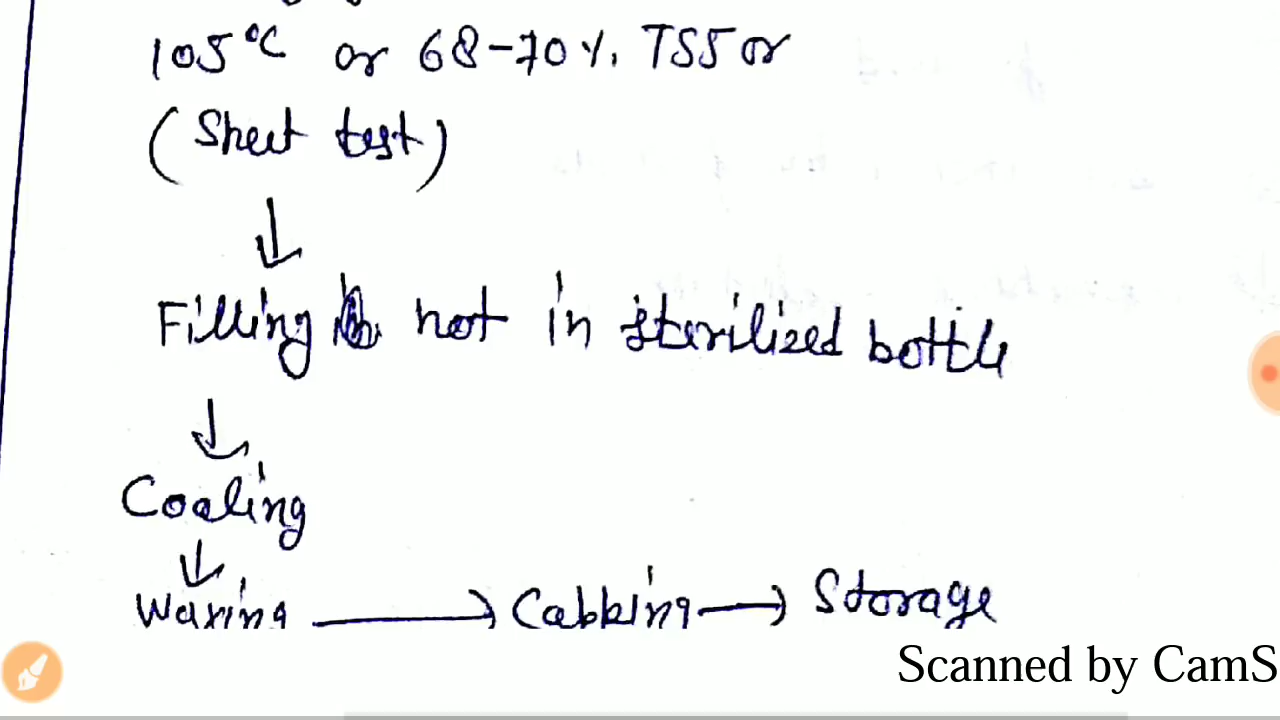 105°C or 68-70%. TSS or
(Sheet test)
↓
Filling hot in sterilized bottle
↓
Cooling
↓
Waxing → Capping → Storage
Scanned by CamS